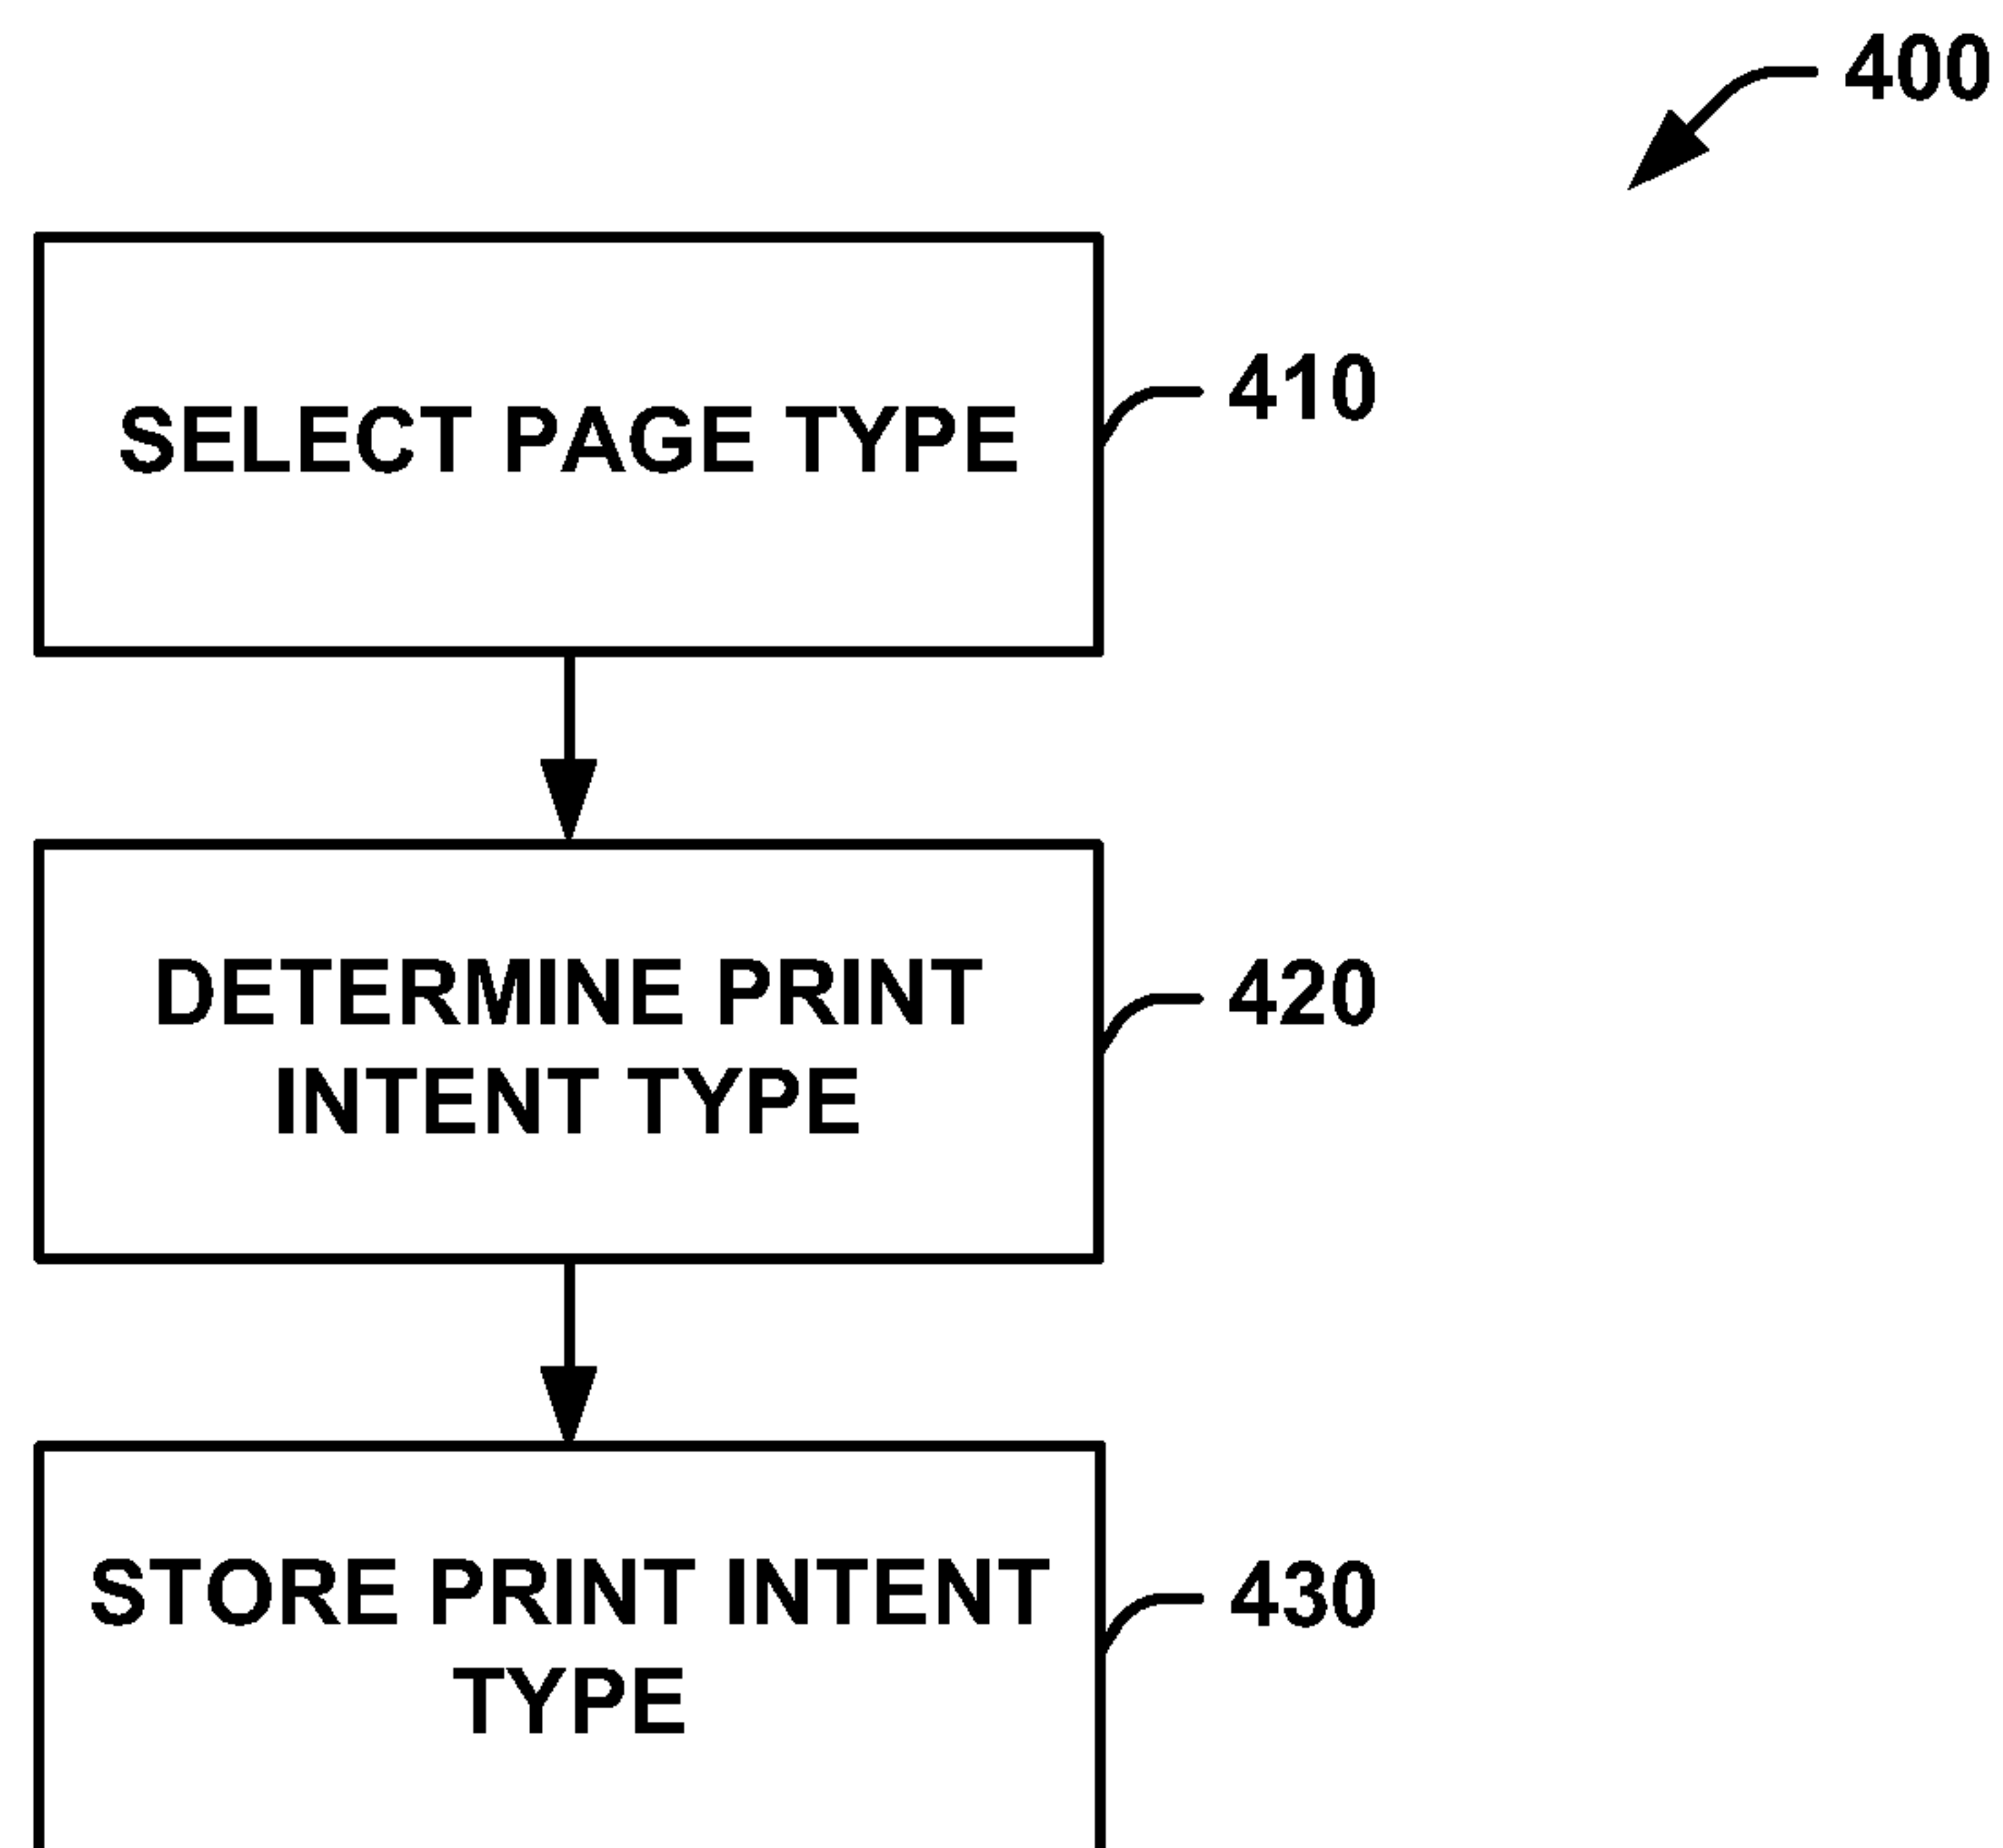 400
SELECT PAGE TYPE
410
DETERMINE PRINT
INTENT TYPE
420
STORE PRINT INTENT
TYPE
430